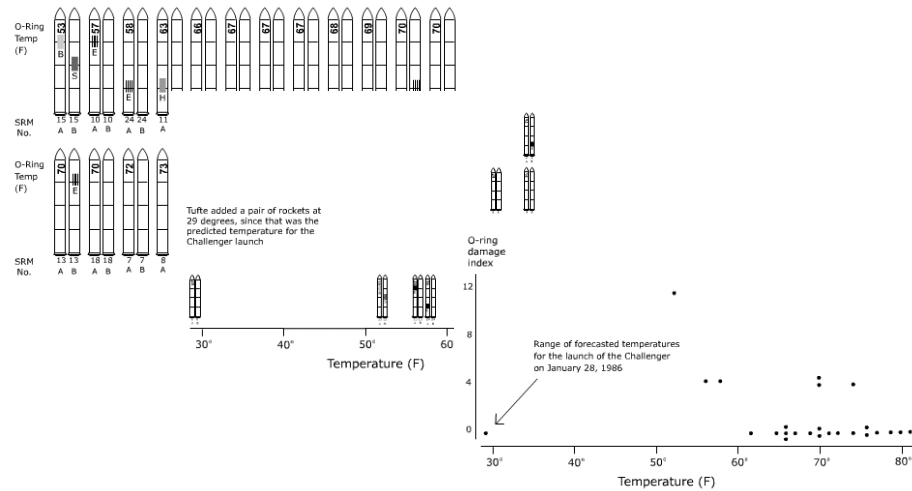 O-Ring
Temp
(F)
53 57 58 63 66 67 67 67 68 69 70 70
B E
S
E H
SRM
No.
15 15 10 10 24 24 11
A B A B A B A
O-Ring
Temp
(F)
70 70 72 73
E
SRM
No.
13 13 18 18 7 7 8
A B A B A B A
Tufte added a pair of rockets at
29 degrees, since that was the
predicted temperature for the
Challenger launch
30° 40° 50° 60
Temperature (F)
O-ring
damage
index
12
8
4
0
Range of forecasted temperatures
for the launch of the Challenger
on January 28, 1986
30° 40° 50° 60° 70° 80°
Temperature (F)